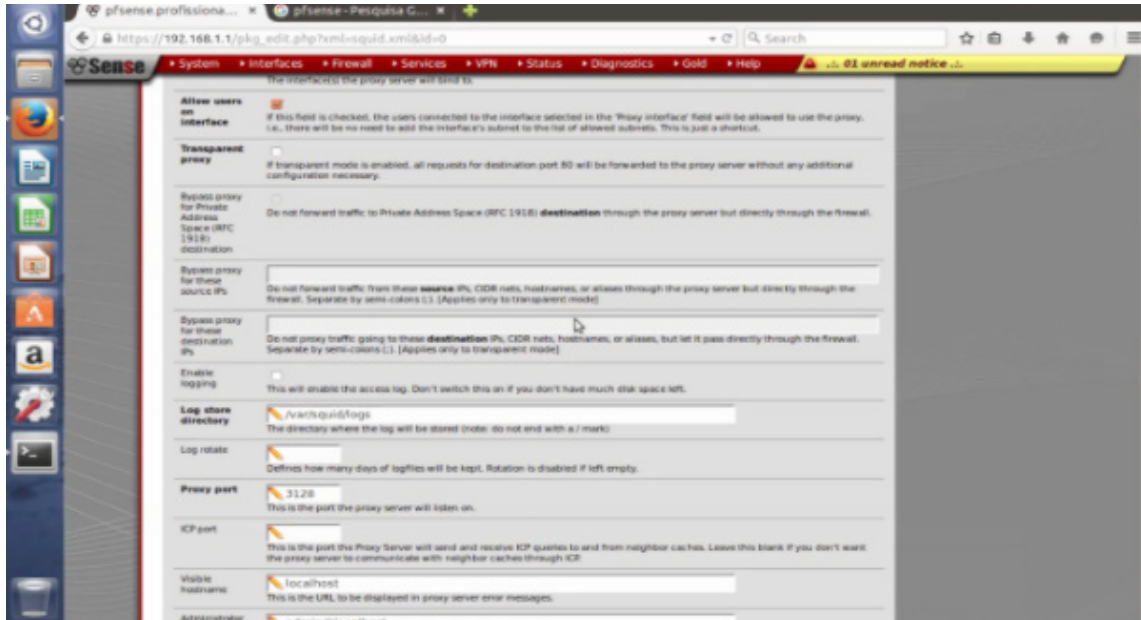 pfsense.profissiona...
pfsense - Pesquisa G...
https://192.168.1.1/pkg_edit.php?xml=squid.xml&id=0
Search
Sense
System
Interfaces
Firewall
Services
VPN
Status
Diagnostics
Gold
Help
.:. 01 unread notice .:.
The interface(s) the proxy server will bind to.
Allow users
on
interface
If this field is checked, the users connected to the interface selected in the 'Proxy interface' field will be allowed to use the proxy,
i.e., there will be no need to add the interface's subnet to the list of allowed subnets. This is just a shortcut.
Transparent
proxy
If transparent mode is enabled, all requests for destination port 80 will be forwarded to the proxy server without any additional
configuration necessary.
Bypass proxy
for Private
Address
Space (RFC
1918)
destination
Do not forward traffic to Private Address Space (RFC 1918) destination through the proxy server but directly through the firewall.
Bypass proxy
for these
source IPs
Do not forward traffic from these source IPs, CIDR nets, hostnames, or aliases through the proxy server but directly through the
firewall. Separate by semi-colons (;). [Applies only to transparent mode]
Bypass proxy
for these
destination
IPs
Do not proxy traffic going to these destination IPs, CIDR nets, hostnames, or aliases, but let it pass directly through the firewall.
Separate by semi-colons (;). [Applies only to transparent mode]
Enable
logging
This will enable the access log. Don't switch this on if you don't have much disk space left.
Log store
directory
/var/squid/logs
The directory where the log will be stored (note: do not end with a / mark)
Log rotate
Defines how many days of logfiles will be kept. Rotation is disabled if left empty.
Proxy port
3128
This is the port the proxy server will listen on.
ICP port
This is the port the Proxy Server will send and receive ICP queries to and from neighbor caches. Leave this blank if you don't want
the proxy server to communicate with neighbor caches through ICP.
Visible
hostname
localhost
This is the URL to be displayed in proxy server error messages.
Administrator